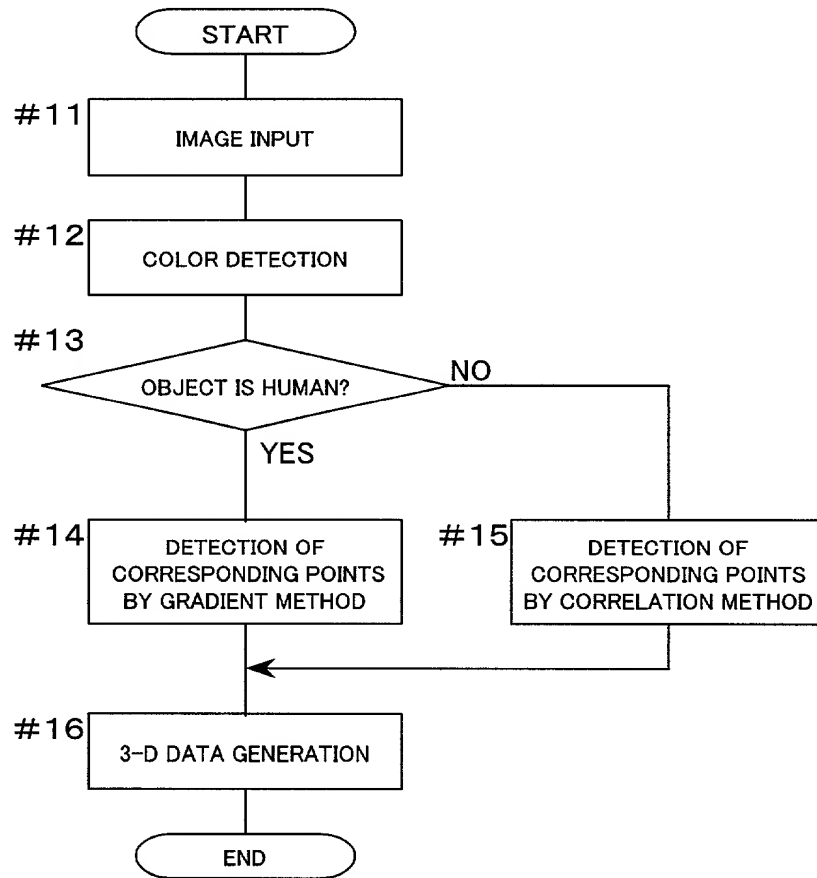 START
#11
IMAGE INPUT
#12
COLOR DETECTION
#13
OBJECT IS HUMAN?
NO
YES
#14
DETECTION OF
CORRESPONDING POINTS
BY GRADIENT METHOD
#15
DETECTION OF
CORRESPONDING POINTS
BY CORRELATION METHOD
#16
3-D DATA GENERATION
END